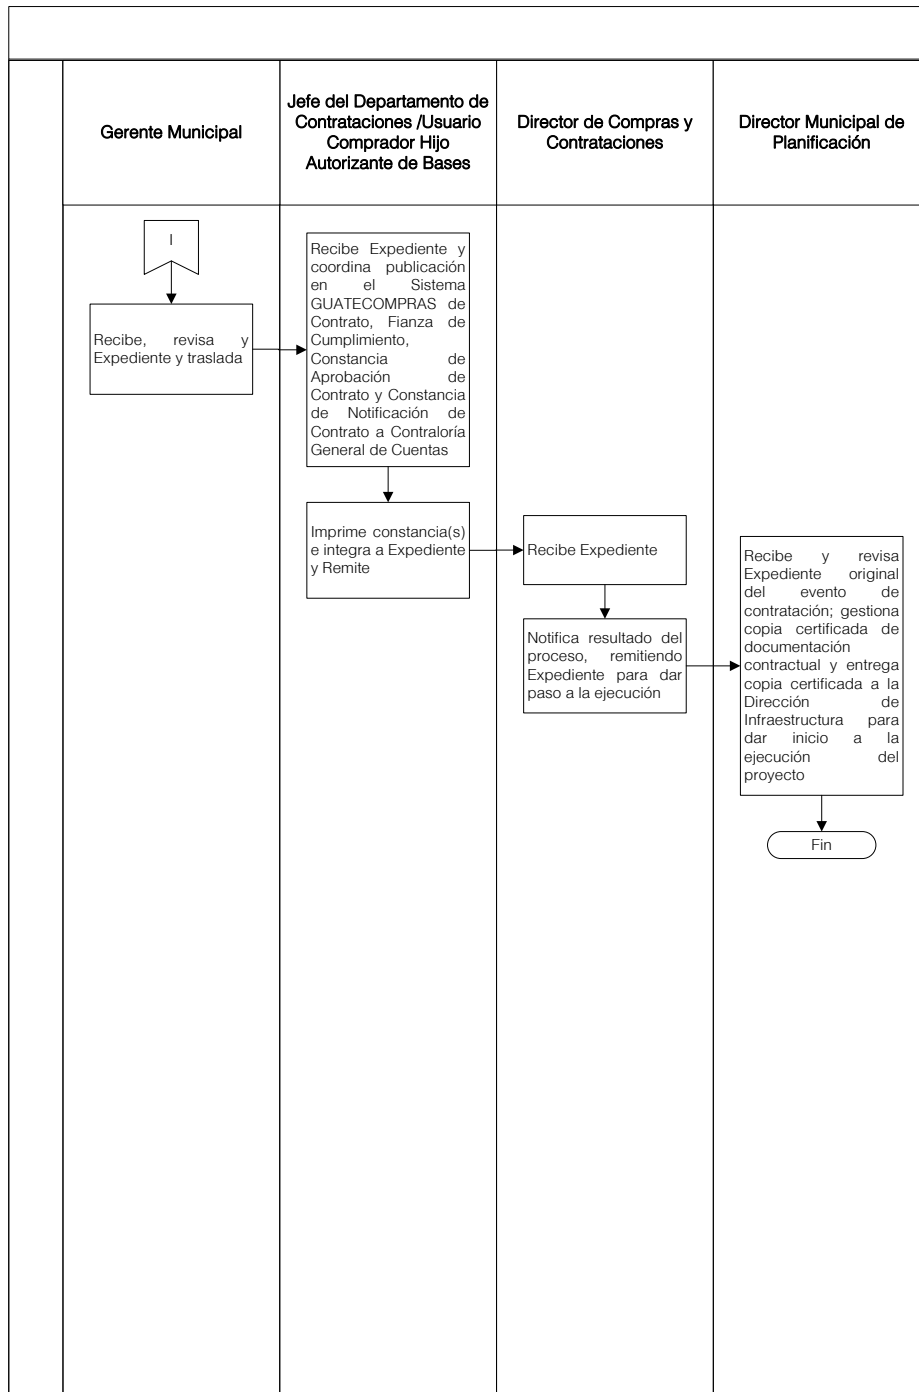 Gerente Municipal
Jefe del Departamento de
Contrataciones /Usuario
Comprador Hijo
Autorizante de Bases
Director de Compras y
Contrataciones
Director Municipal de
Planificación
I
Recibe, revisa y
Expediente y traslada
Recibe Expediente y
coordina publicación
en el Sistema
GUATECOMPRAS de
Contrato, Fianza de
Cumplimiento,
Constancia de
Aprobación de
Contrato y Constancia
de Notificación de
Contrato a Contraloría
General de Cuentas
Imprime constancia(s)
e integra a Expediente
y Remite
Recibe Expediente
Notifica resultado del
proceso, remitiendo
Expediente para dar
paso a la ejecución
Recibe y revisa
Expediente original
del evento de
contratación; gestiona
copia certificada de
documentación
contractual y entrega
copia certificada a la
Dirección de
Infraestructura para
dar inicio a la
ejecución del
proyecto
Fin